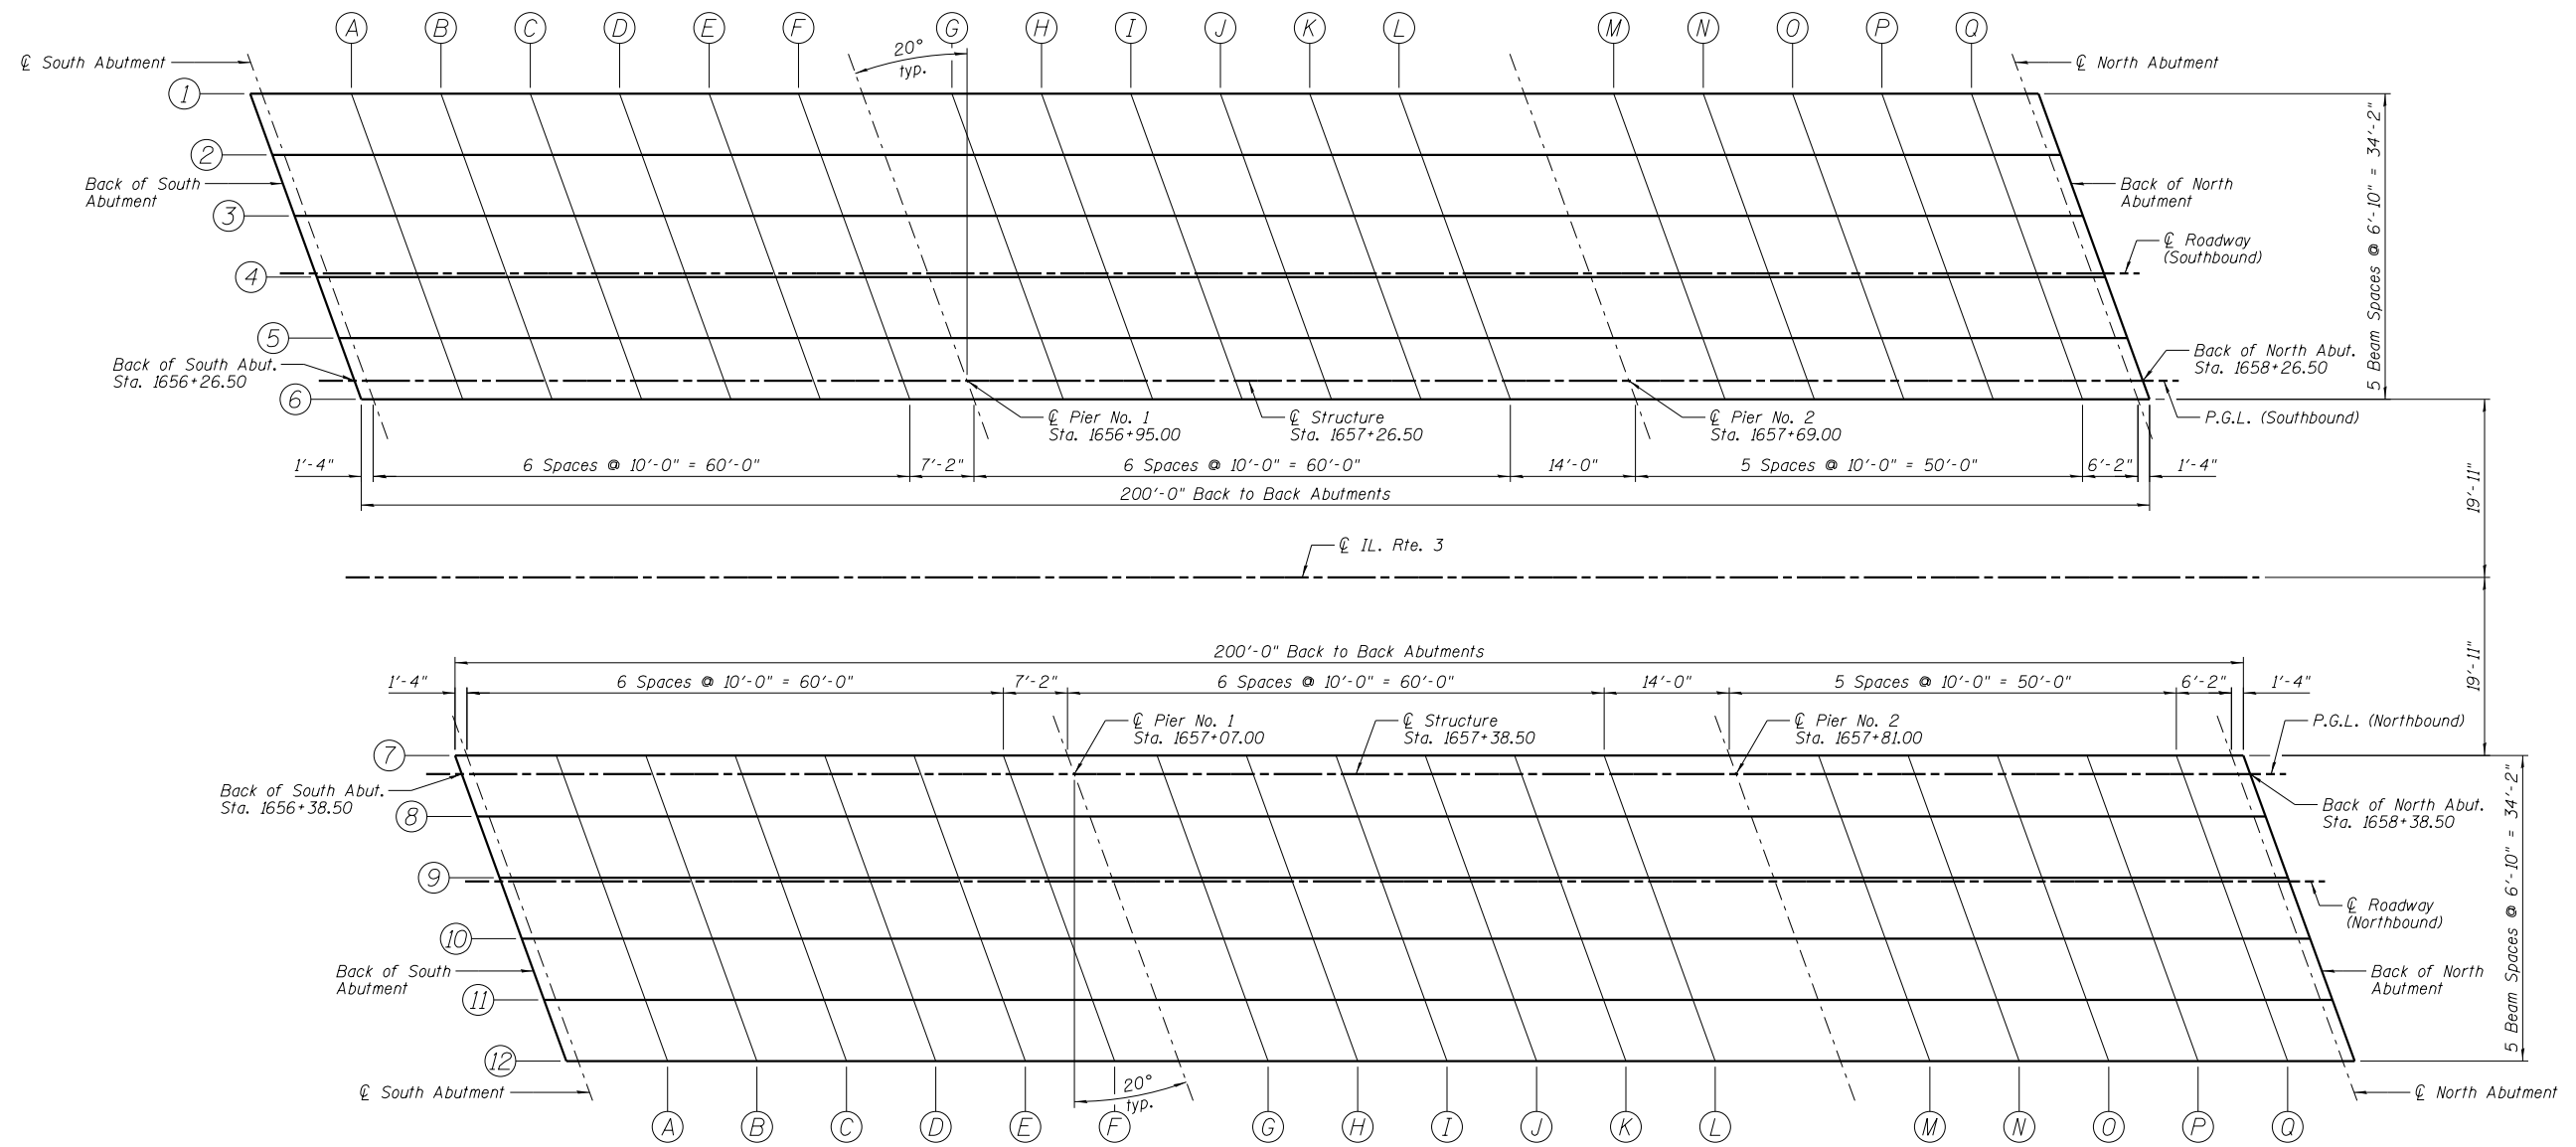 A B C D E F G H I J K L M N O P Q
℄ South Abutment
20°
typ.
℄ North Abutment
1
2
Back of South
Abutment
Back of North
Abutment
3
℄ Roadway
(Southbound)
4
5
5 Beam Spaces @ 6'-10" = 34'-2"
Back of South Abut.
Sta. 1656+26.50
Back of North Abut.
Sta. 1658+26.50
6
℄ Pier No. 1
Sta. 1656+95.00
℄ Structure
Sta. 1657+26.50
℄ Pier No. 2
Sta. 1657+69.00
P.G.L. (Southbound)
1'-4" 6 Spaces @ 10'-0" = 60'-0" 7'-2" 6 Spaces @ 10'-0" = 60'-0" 14'-0" 5 Spaces @ 10'-0" = 50'-0" 6'-2" 1'-4"
200'-0" Back to Back Abutments
19'-11"
℄ IL. Rte. 3
19'-11"
200'-0" Back to Back Abutments
1'-4" 6 Spaces @ 10'-0" = 60'-0" 7'-2" 6 Spaces @ 10'-0" = 60'-0" 14'-0" 5 Spaces @ 10'-0" = 50'-0" 6'-2" 1'-4"
℄ Pier No. 1
Sta. 1657+07.00
℄ Structure
Sta. 1657+38.50
℄ Pier No. 2
Sta. 1657+81.00
P.G.L. (Northbound)
7
Back of South Abut.
Sta. 1656+38.50
Back of North Abut.
Sta. 1658+38.50
8
9
℄ Roadway
(Northbound)
5 Beam Spaces @ 6'-10" = 34'-2"
10
Back of South
Abutment
Back of North
Abutment
11
12
℄ South Abutment
20°
typ.
℄ North Abutment
A B C D E F G H I J K L M N O P Q